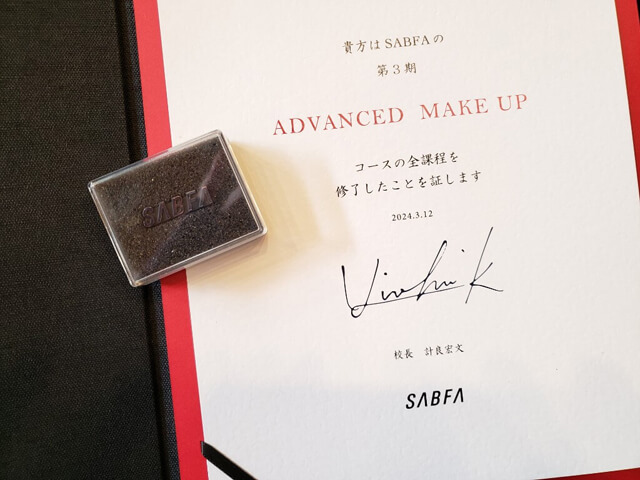 貴方はSABFAの
第3期
ADVANCED MAKE UP
コースの全課程を
修了したことを証します
2024.3.12
校長 計良宏文
SABFA
SABFA